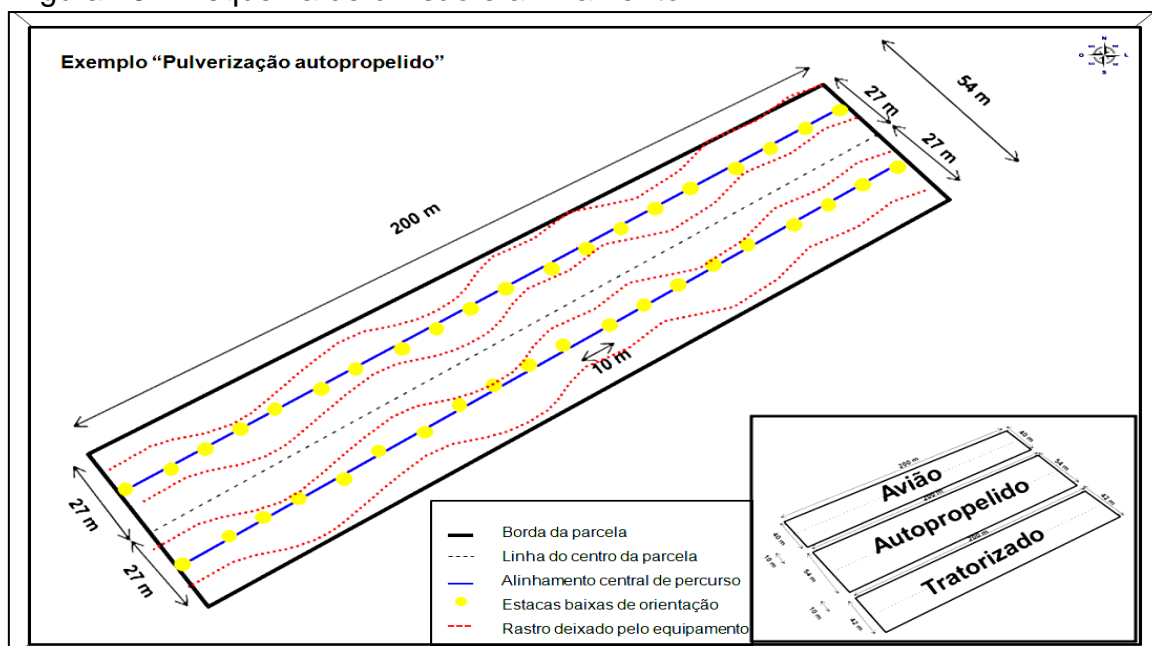 Exemplo “Pulverização autopropelido”
N
O
L
S
54 m
27 m
27 m
200 m
10 m
27 m
27 m
Borda da parcela
Linha do centro da parcela
Alinhamento central de percurso
Estacas baixas de orientação
Rastro deixado pelo equipamento
40 m
200 m
Avião
54 m
200 m
Autopropelido
42 m
200 m
Tratorizado
40 m
10 m
54 m
10 m
42 m